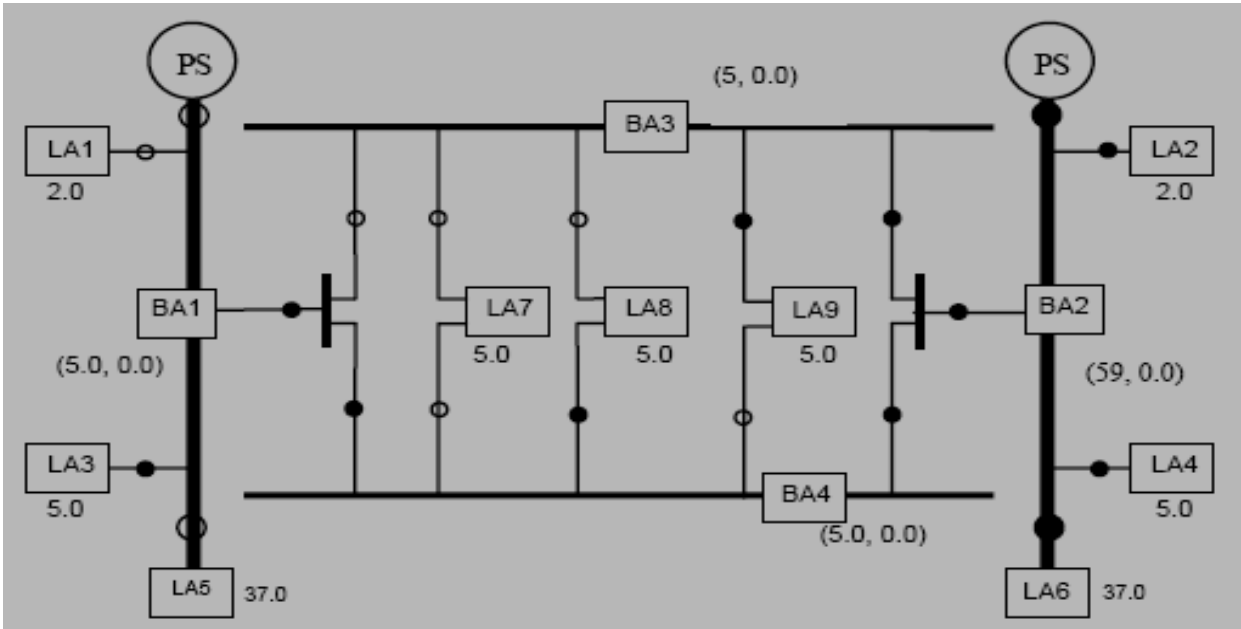 PS
PS
(5, 0.0)
BA3
LA1
2.0
LA2
2.0
BA1
LA7
5.0
LA8
5.0
LA9
5.0
BA2
(5.0, 0.0)
(59, 0.0)
LA3
5.0
LA4
5.0
BA4
(5.0, 0.0)
LA5
37.0
LA6
37.0